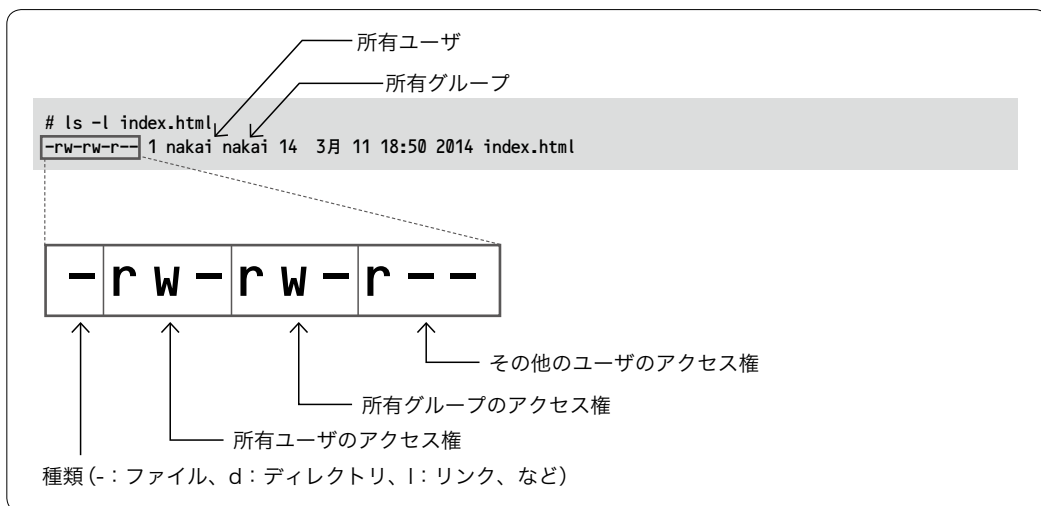 所有ユーザ
所有グループ
# ls -l index.html
-rw-rw-r-- 1 nakai nakai 14  3月 11 18:50 2014 index.html
-rw-rw-r--
その他のユーザのアクセス権
所有グループのアクセス権
所有ユーザのアクセス権
種類(-：ファイル、d：ディレクトリ、l：リンク、など)